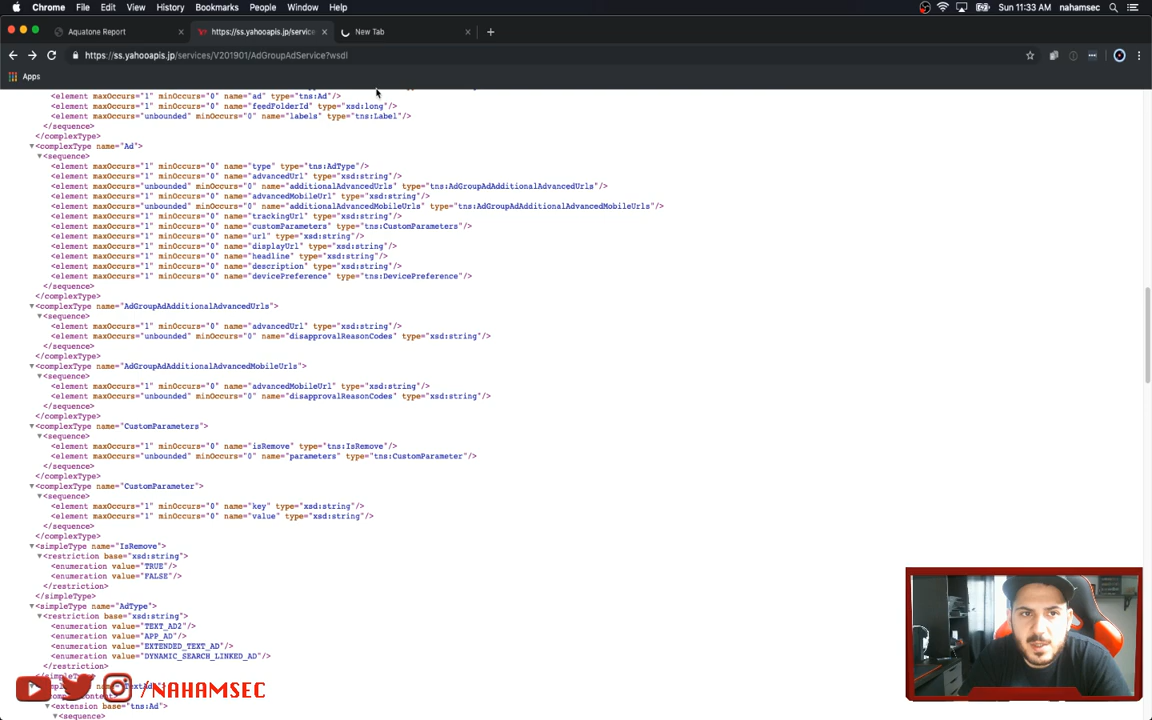 Chrome File Edit View History Bookmarks People Window Help Sun 11:33 AM nahamsec
Aquatone Report × https://ss.yahooapis.jp/service × New Tab × +
https://ss.yahooapis.jp/services/V201901/AdGroupAdService?wsdl
Apps
<element maxOccurs="1" minOccurs="0" name="ad" type="tns:Ad"/>
<element maxOccurs="1" minOccurs="0" name="feedFolderId" type="xsd:long"/>
<element maxOccurs="unbounded" minOccurs="0" name="labels" type="tns:Label"/>
</sequence>
</complexType>
▼<complexType name="Ad">
▼<sequence>
<element maxOccurs="1" minOccurs="0" name="type" type="tns:AdType"/>
<element maxOccurs="1" minOccurs="0" name="advancedUrl" type="xsd:string"/>
<element maxOccurs="unbounded" minOccurs="0" name="additionalAdvancedUrls" type="tns:AdGroupAdAdditionalAdvancedUrls"/>
<element maxOccurs="1" minOccurs="0" name="advancedMobileUrl" type="xsd:string"/>
<element maxOccurs="unbounded" minOccurs="0" name="additionalAdvancedMobileUrls" type="tns:AdGroupAdAdditionalAdvancedMobileUrls"/>
<element maxOccurs="1" minOccurs="0" name="trackingUrl" type="xsd:string"/>
<element maxOccurs="1" minOccurs="0" name="customParameters" type="tns:CustomParameters"/>
<element maxOccurs="1" minOccurs="0" name="url" type="xsd:string"/>
<element maxOccurs="1" minOccurs="0" name="displayUrl" type="xsd:string"/>
<element maxOccurs="1" minOccurs="0" name="headline" type="xsd:string"/>
<element maxOccurs="1" minOccurs="0" name="description" type="xsd:string"/>
<element maxOccurs="1" minOccurs="0" name="devicePreference" type="tns:DevicePreference"/>
</sequence>
</complexType>
▼<complexType name="AdGroupAdAdditionalAdvancedUrls">
▼<sequence>
<element maxOccurs="1" minOccurs="0" name="advancedUrl" type="xsd:string"/>
<element maxOccurs="unbounded" minOccurs="0" name="disapprovalReasonCodes" type="xsd:string"/>
</sequence>
</complexType>
▼<complexType name="AdGroupAdAdditionalAdvancedMobileUrls">
▼<sequence>
<element maxOccurs="1" minOccurs="0" name="advancedMobileUrl" type="xsd:string"/>
<element maxOccurs="unbounded" minOccurs="0" name="disapprovalReasonCodes" type="xsd:string"/>
</sequence>
</complexType>
▼<complexType name="CustomParameters">
▼<sequence>
<element maxOccurs="1" minOccurs="0" name="isRemove" type="tns:IsRemove"/>
<element maxOccurs="unbounded" minOccurs="0" name="parameters" type="tns:CustomParameter"/>
</sequence>
</complexType>
▼<complexType name="CustomParameter">
▼<sequence>
<element maxOccurs="1" minOccurs="0" name="key" type="xsd:string"/>
<element maxOccurs="1" minOccurs="0" name="value" type="xsd:string"/>
</sequence>
</complexType>
▼<simpleType name="IsRemove">
▼<restriction base="xsd:string">
<enumeration value="TRUE"/>
<enumeration value="FALSE"/>
</restriction>
</simpleType>
▼<simpleType name="AdType">
▼<restriction base="xsd:string">
<enumeration value="TEXT_AD2"/>
<enumeration value="APP_AD"/>
<enumeration value="EXTENDED_TEXT_AD"/>
<enumeration value="DYNAMIC_SEARCH_LINKED_AD"/>
</restriction>
/NAHAMSEC
▼<extension base="tns:Ad">
▼<sequence>